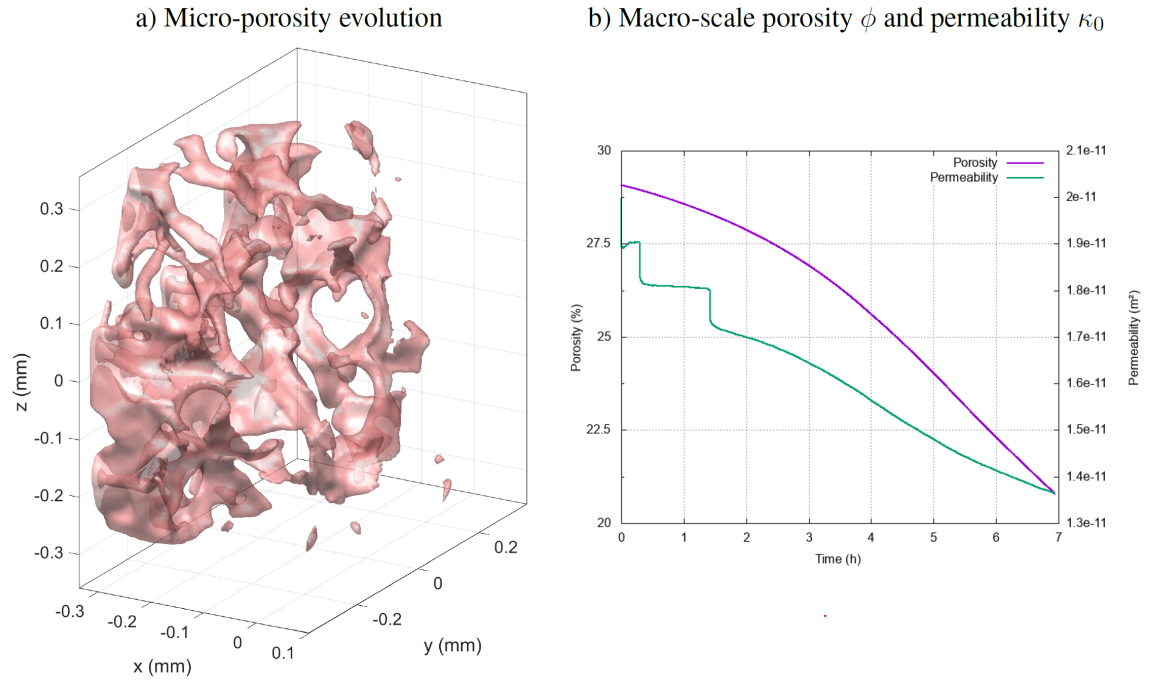 a) Micro-porosity evolution
0.3
0.2
0.1
0
-0.1
-0.2
-0.3
z (mm)
-0.3
-0.2
-0.1
0
0.1
x (mm)
-0.2
0
0.2
y (mm)
b) Macro-scale porosity ϕ and permeability κ₀
Porosity
Permeability
30
27.5
25
22.5
20
Porosity (%)
2.1e-11
2e-11
1.9e-11
1.8e-11
1.7e-11
1.6e-11
1.5e-11
1.4e-11
1.3e-11
Permeability (m²)
0 1 2 3 4 5 6 7
Time (h)